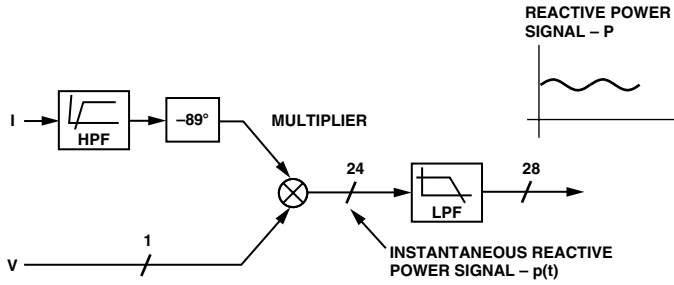 REACTIVE POWER
SIGNAL – P
I
HPF
–89°
MULTIPLIER
24
28
LPF
1
V
INSTANTANEOUS REACTIVE
POWER SIGNAL – p(t)